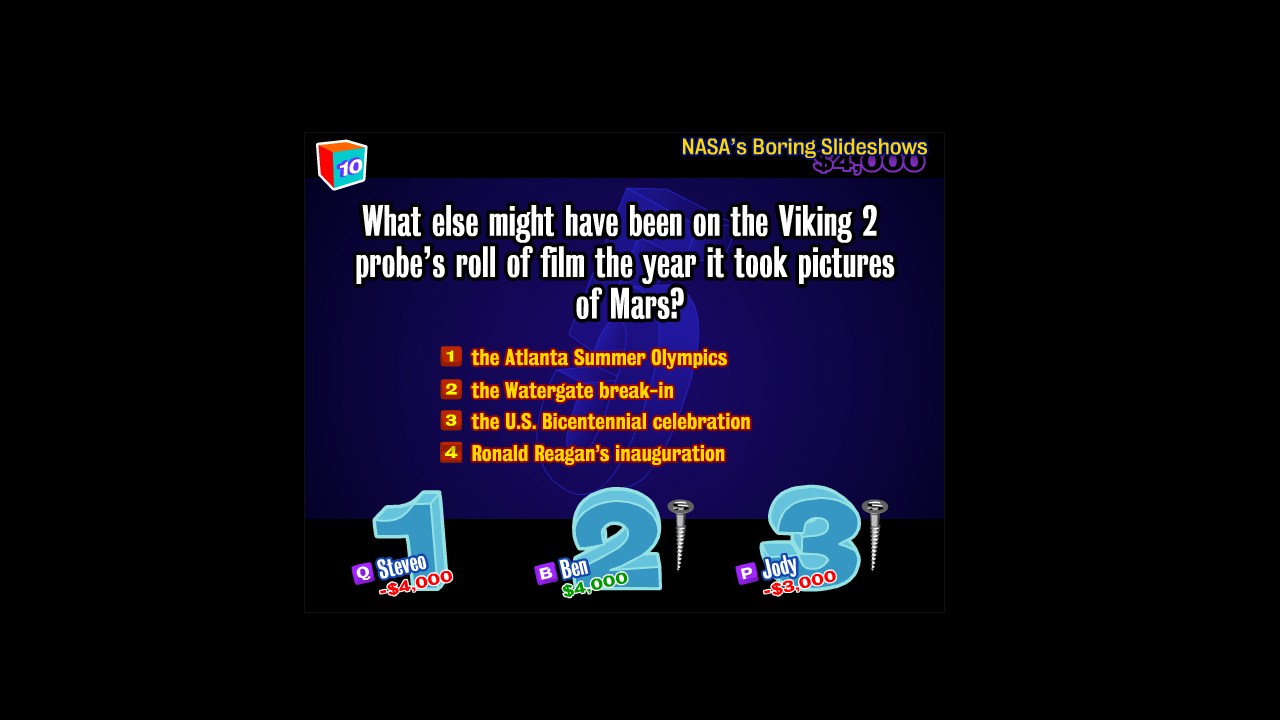 NASA's Boring Slideshows
10
$4,000
What else might have been on the Viking 2
probe's roll of film the year it took pictures
of Mars?
1 the Atlanta Summer Olympics
2 the Watergate break-in
3 the U.S. Bicentennial celebration
4 Ronald Reagan's inauguration
1
Q Steveo
-$4,000
2
B Ben
$4,000
3
P Jody
-$3,000